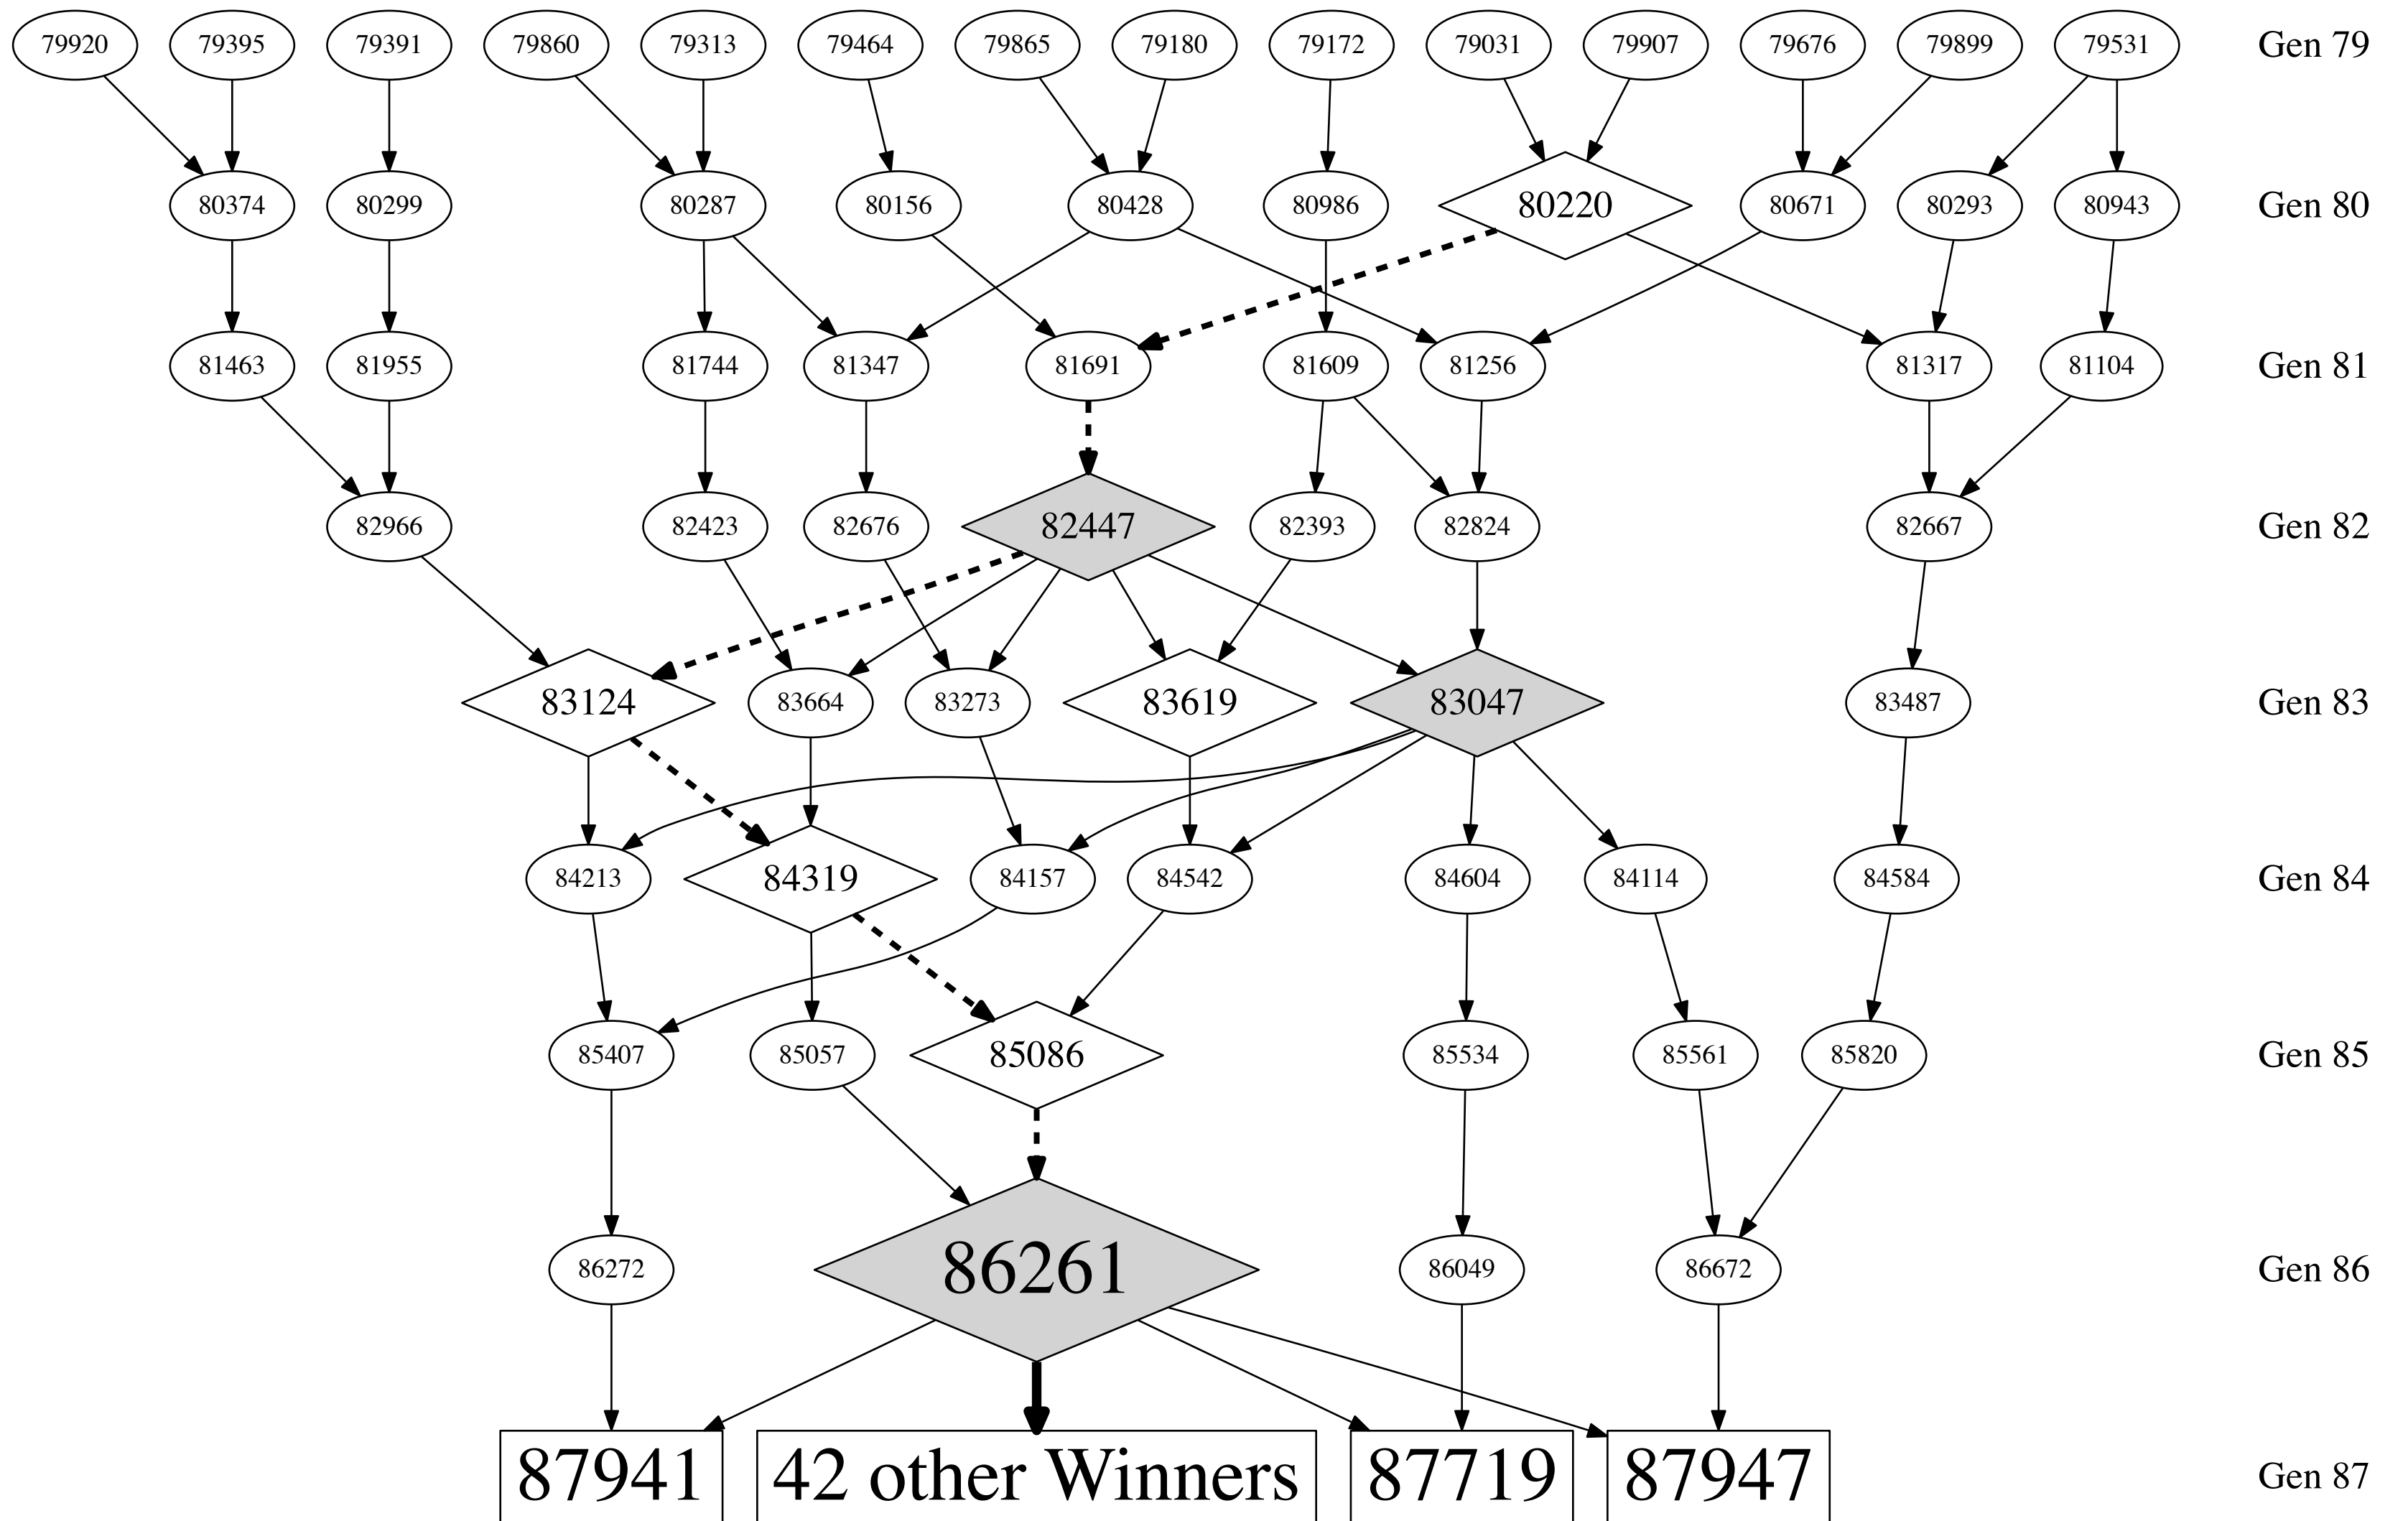 79920 79395 79391 79860 79313 79464 79865 79180 79172 79031 79907 79676 79899 79531 Gen 79
80374 80299 80287 80156 80428 80986 80220 80671 80293 80943 Gen 80
81463 81955 81744 81347 81691 81609 81256 81317 81104 Gen 81
82966 82423 82676 82447 82393 82824 82667 Gen 82
83124 83664 83273 83619 83047 83487 Gen 83
84213 84319 84157 84542 84604 84114 84584 Gen 84
85407 85057 85086 85534 85561 85820 Gen 85
86272 86261 86049 86672 Gen 86
87941 42 other Winners 87719 87947 Gen 87